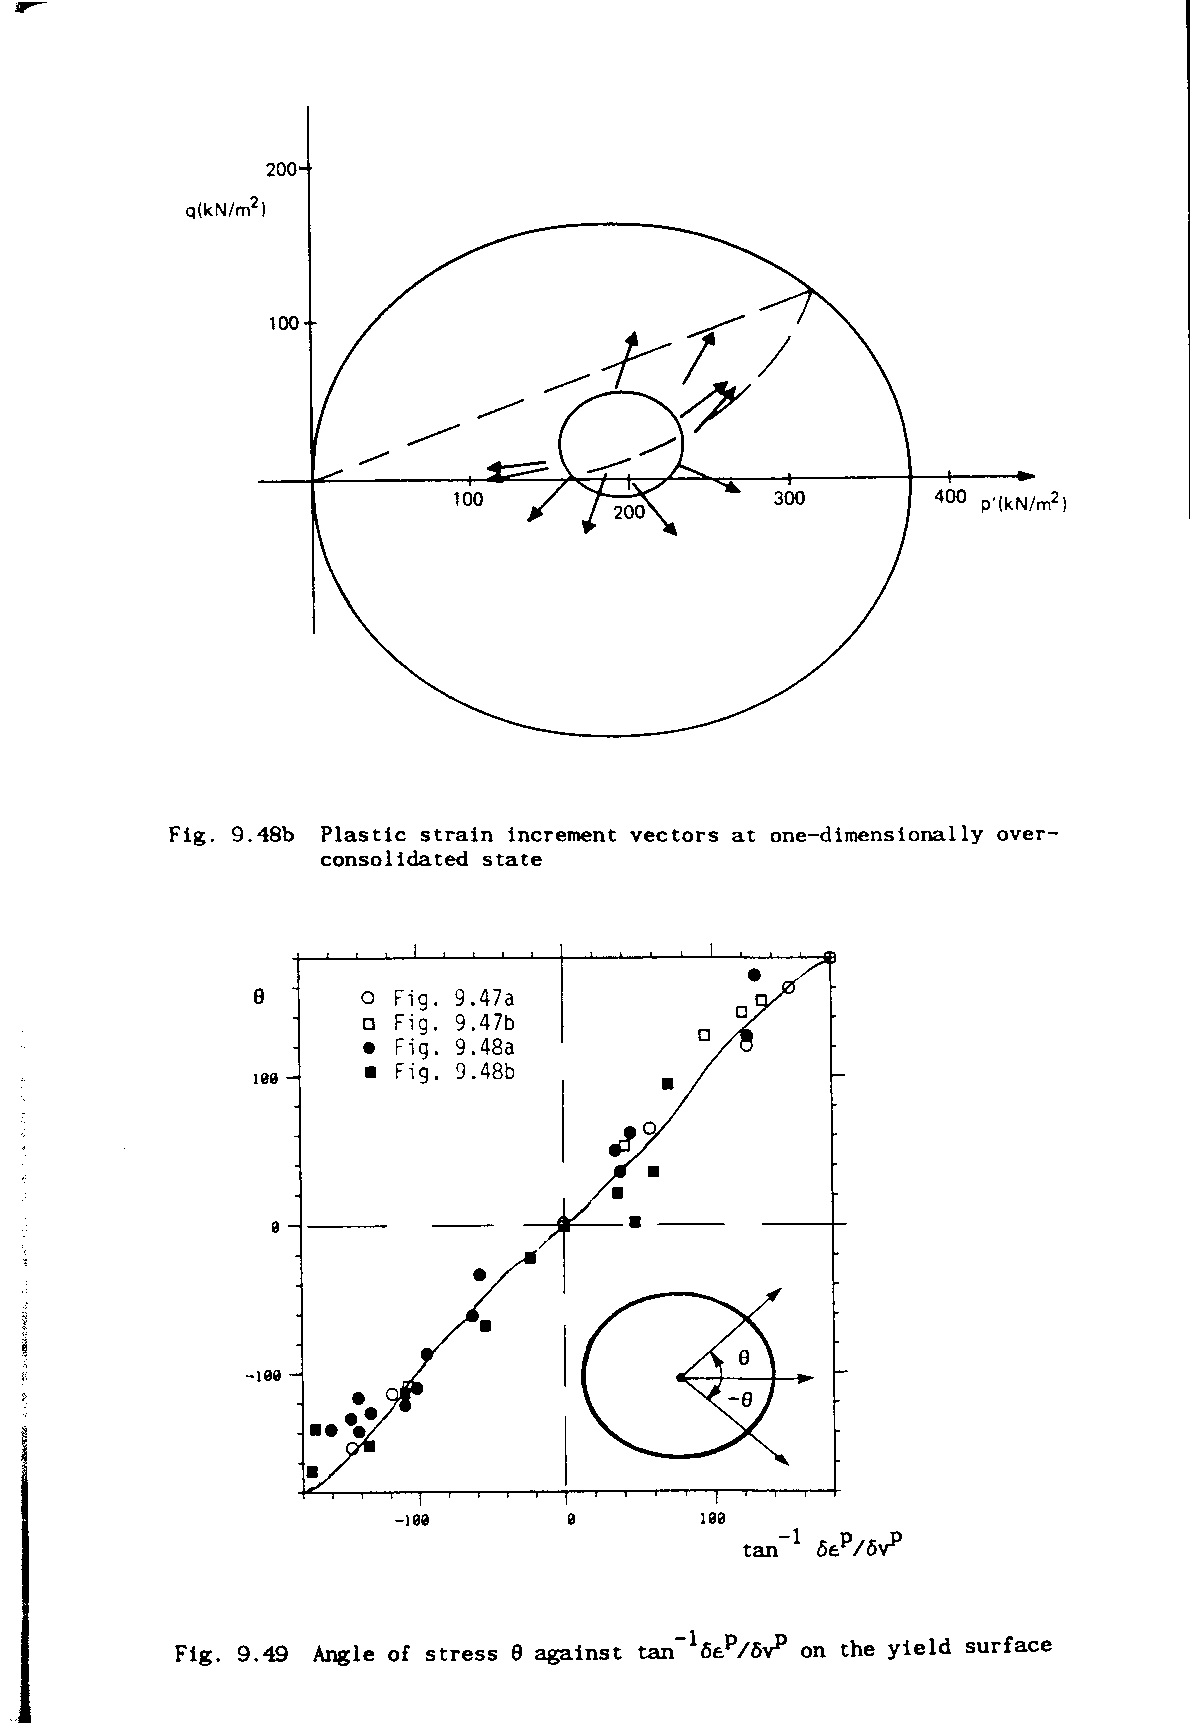 200
q(kN/m²)
100
100
200
300
400
p'(kN/m²)
Fig. 9.48b Plastic strain increment vectors at one-dimensionally over-
consolidated state
θ
○ Fig. 9.47a
□ Fig. 9.47b
● Fig. 9.48a
■ Fig. 9.48b
100
0
-100
θ
-θ
-100
0
100
tan⁻¹ δεᵖ/δvᵖ
Fig. 9.49 Angle of stress θ against tan⁻¹δεᵖ/δvᵖ on the yield surface